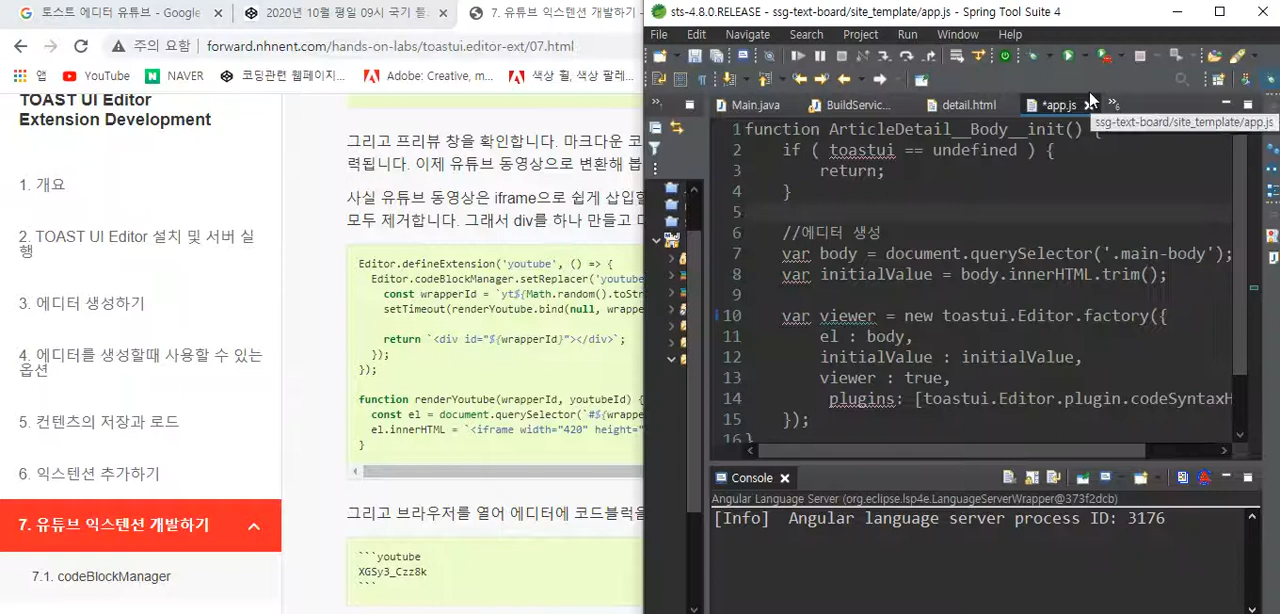 토스트 에디터 유튜브 - Google
2020년 10월 평일 09시 국기 둘.
7. 유튜브 익스텐션 개발하기 -
주의 요함
forward.nhnent.com/hands-on-labs/toastui.editor-ext/07.html
앱
YouTube
NAVER
코딩관련 웹페이지...
Adobe: Creative, m...
색상 휠, 색상 팔레...
TOAST UI Editor
Extension Development
1. 개요
2. TOAST UI Editor 설치 및 서버 실
행
3. 에디터 생성하기
4. 에디터를 생성할때 사용할 수 있는
옵션
5. 컨텐츠의 저장과 로드
6. 익스텐션 추가하기
7. 유튜브 익스텐션 개발하기
7.1. codeBlockManager
그리고 프리뷰 창을 확인합니다. 마크다운 코
력됩니다. 이제 유튜브 동영상으로 변환해 봅
사실 유튜브 동영상은 iframe으로 쉽게 삽입할
모두 제거합니다. 그래서 div를 하나 만들고 더
Editor.defineExtension('youtube', () => {
Editor.codeBlockManager.setReplacer('youtube
const wrapperId = `yt${Math.random().toStr
setTimeout(renderYoutube.bind(null, wrappe
return `<div id="${wrapperId}"></div>`;
});
});
function renderYoutube(wrapperId, youtubeId) {
const el = document.querySelector(`#${wrappe
el.innerHTML = `<iframe width="420" height="
}
그리고 브라우저를 열어 에디터에 코드블럭을
```youtube
XGSy3_Czz8k
```
sts-4.8.0.RELEASE - ssg-text-board/site_template/app.js - Spring Tool Suite 4
File Edit Navigate Search Project Run Window Help
Main.java
BuildServic...
detail.html
*app.js
6
ssg-text-board/site_template/app.js
1 function ArticleDetail__Body__init() {
2 if ( toastui == undefined ) {
3 return;
4 }
5
6 //에디터 생성
7 var body = document.querySelector('.main-body');
8 var initialValue = body.innerHTML.trim();
9
10 var viewer = new toastui.Editor.factory({
11 el : body,
12 initialValue : initialValue,
13 viewer : true,
14 plugins: [toastui.Editor.plugin.codeSyntaxH
15 });
16 }
Console
Angular Language Server (org.eclipse.lsp4e.LanguageServerWrapper@373f2dcb)
[Info] Angular language server process ID: 3176